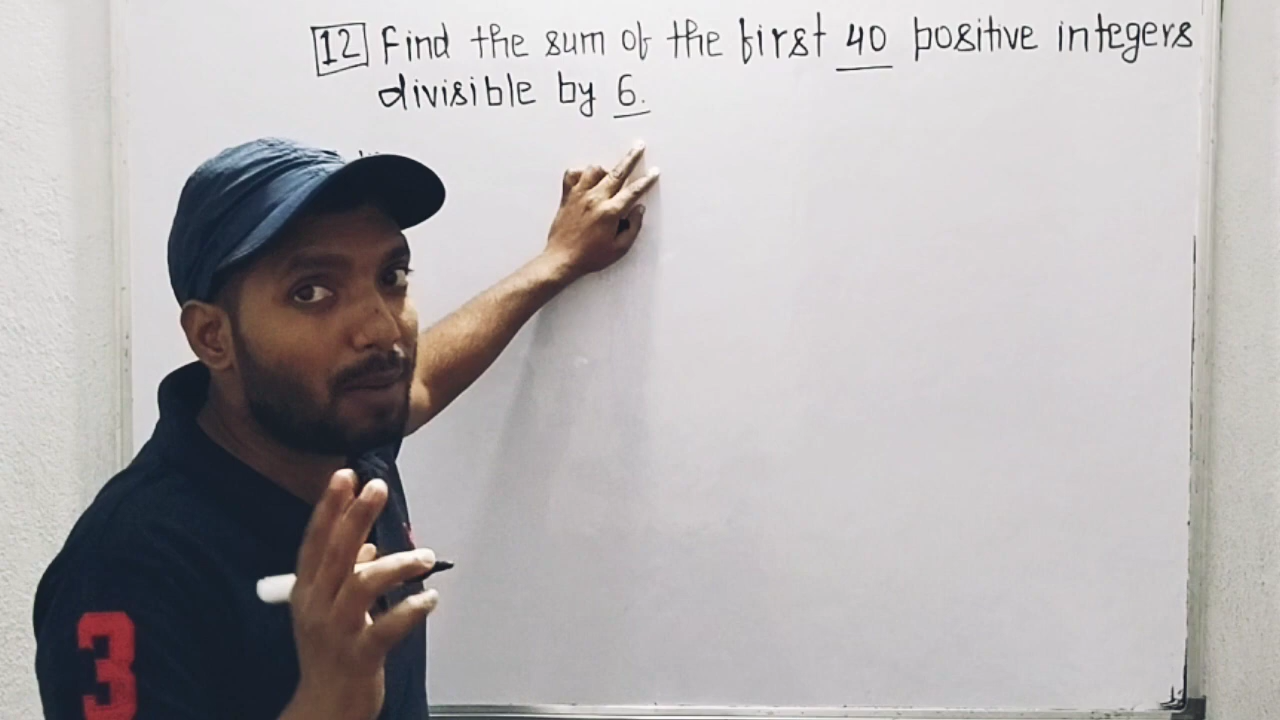 12 Find the sum of the first 40 positive integers
divisible by 6.
3